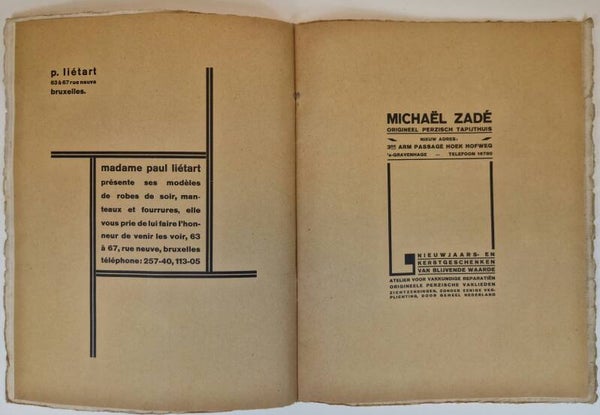 p. liétart
63 à 67 rue neuve
bruxelles.
madame paul liétart
présente ses modèles
de robes de soir, man-
teaux et fourrures, elle
vous prie de lui faire l'hon-
neur de venir les voir, 63
à 67, rue neuve, bruxelles
téléphone: 257-40, 113-05
MICHAËL ZADÉ
ORIGINEEL PERZISCH TAPIJTHUIS
NIEUW ADRES:
3DE ARM PASSAGE HOEK HOFWEG
's-GRAVENHAGE — TELEFOON 16790
NIEUWJAARS- EN
KERSTGESCHENKEN
VAN BLIJVENDE WAARDE
ATELIER VOOR VAKKUNDIGE REPARATIËN
ORIGINEELE PERZISCHE VAKLIEDEN
ZICHTZENDINGEN, ZONDER EENIGE VER-
PLICHTING, DOOR GEHEEL NEDERLAND